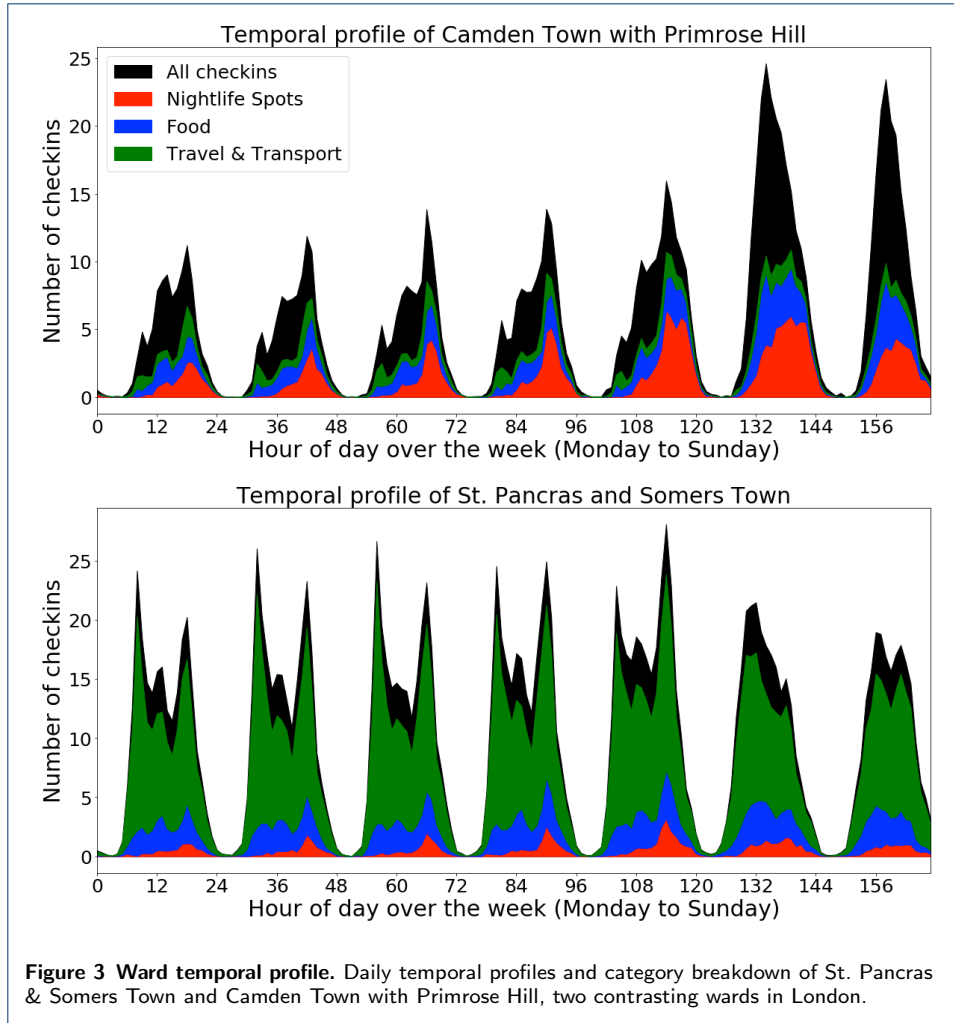 Temporal profile of Camden Town with Primrose Hill
All checkins
Nightlife Spots
Food
Travel & Transport
Number of checkins
25
20
15
10
5
0
0 12 24 36 48 60 72 84 96 108 120 132 144 156
Hour of day over the week (Monday to Sunday)
Temporal profile of St. Pancras and Somers Town
Number of checkins
25
20
15
10
5
0
0 12 24 36 48 60 72 84 96 108 120 132 144 156
Hour of day over the week (Monday to Sunday)
Figure 3 Ward temporal profile. Daily temporal profiles and category breakdown of St. Pancras
& Somers Town and Camden Town with Primrose Hill, two contrasting wards in London.